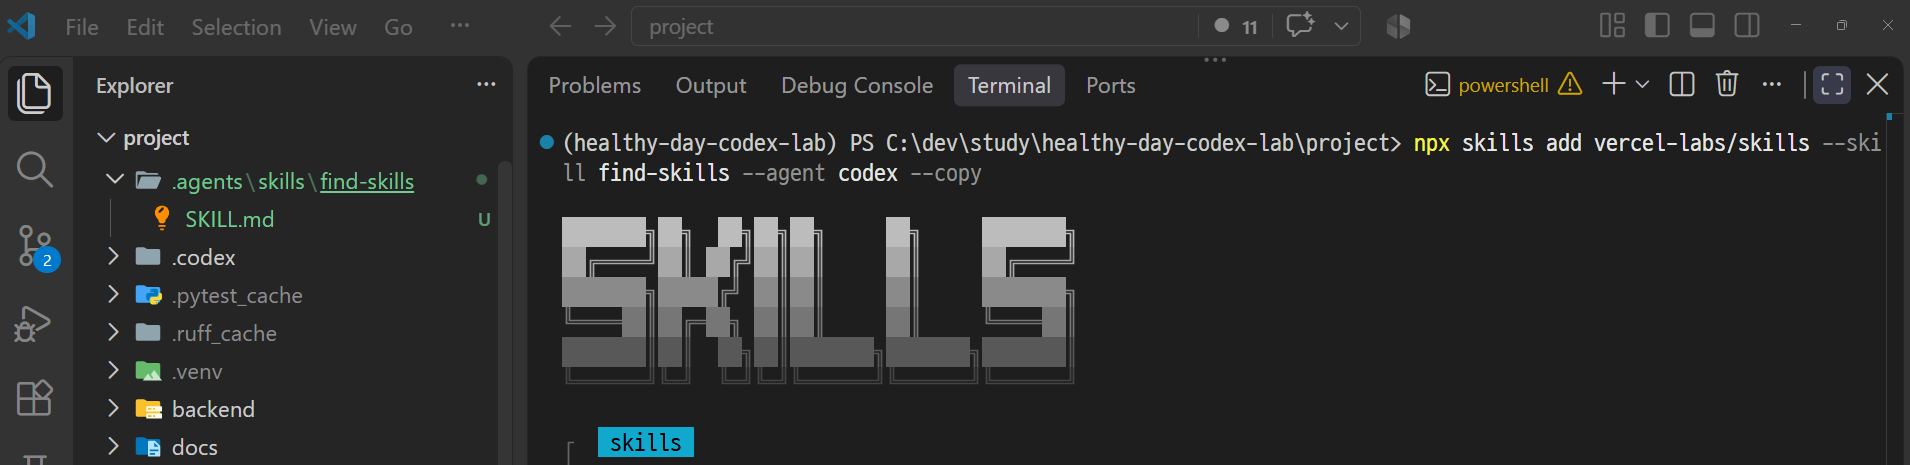 File Edit Selection View Go ···
project
11
Explorer
project
.agents\skills\find-skills
SKILL.md U
.codex
.pytest_cache
.ruff_cache
.venv
backend
docs
2
Problems Output Debug Console Terminal Ports
powershell
(healthy-day-codex-lab) PS C:\dev\study\healthy-day-codex-lab\project> npx skills add vercel-labs/skills --ski
ll find-skills --agent codex --copy
SKILLS
skills